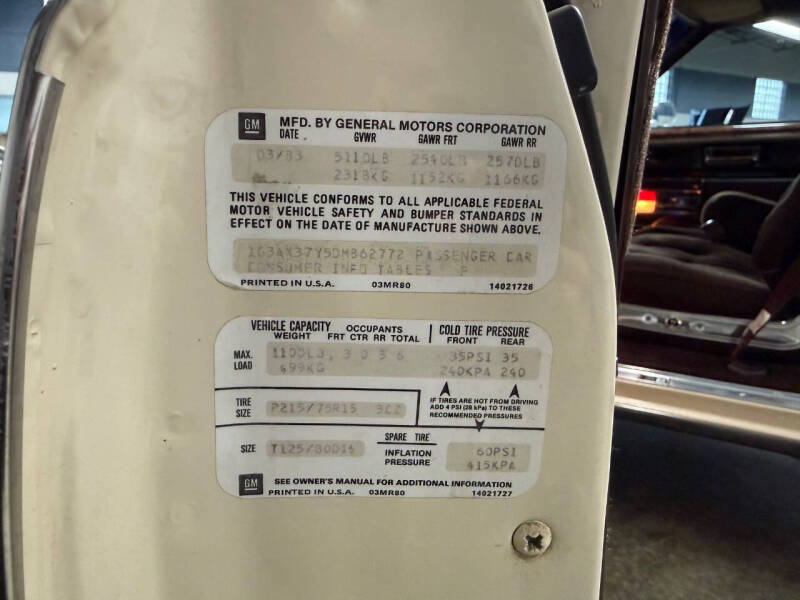 GM MFD. BY GENERAL MOTORS CORPORATION
DATE GVWR GAWR FRT GAWR RR
03/83 5110LB 2540LB 2570LB
2318KG 1152KG 1166KG
THIS VEHICLE CONFORMS TO ALL APPLICABLE FEDERAL
MOTOR VEHICLE SAFETY AND BUMPER STANDARDS IN
EFFECT ON THE DATE OF MANUFACTURE SHOWN ABOVE.
PASSENGER CAR
CONSUMER INFO TABLES
PRINTED IN U.S.A. 03MR80 14021726
VEHICLE CAPACITY OCCUPANTS COLD TIRE PRESSURE
WEIGHT FRT CTR RR TOTAL FRONT REAR
MAX. LOAD 1100LB, 3 0 3 6 35PSI 35
499KG 240KPA 240
TIRE SIZE P215/75R15
IF TIRES ARE HOT FROM DRIVING
ADD 4 PSI (28 kPa) TO THESE
RECOMMENDED PRESSURES
SPARE TIRE
SIZE T125/80D16 INFLATION PRESSURE 60PSI
415KPA
GM SEE OWNER'S MANUAL FOR ADDITIONAL INFORMATION
PRINTED IN U.S.A. 03MR80 14021727